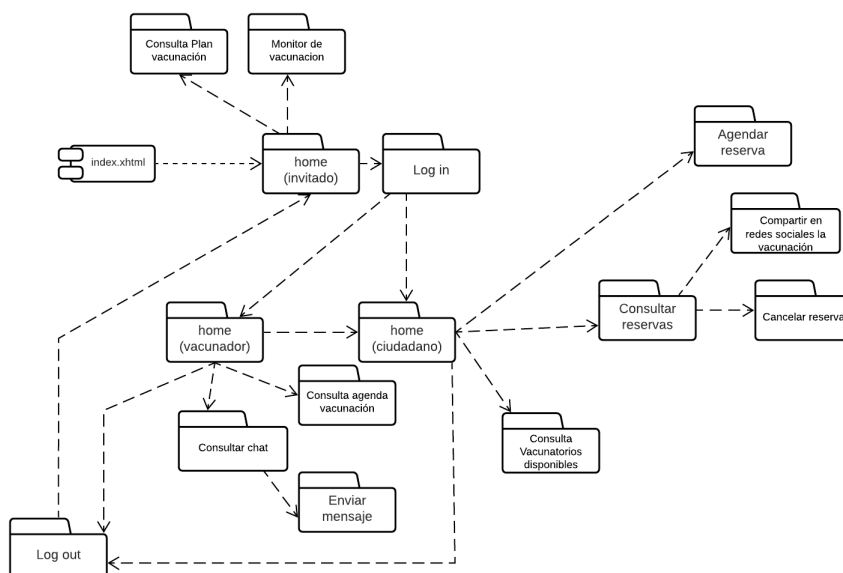 Consulta Plan
vacunación
Monitor de
vacunacion
index.xhtml
home
(invitado)
Log in
Agendar
reserva
Compartir en
redes sociales la
vacunación
home
(vacunador)
home
(ciudadano)
Consultar
reservas
Cancelar reserva
Consulta agenda
vacunación
Consultar chat
Consulta
Vacunatorios
disponibles
Enviar
mensaje
Log out